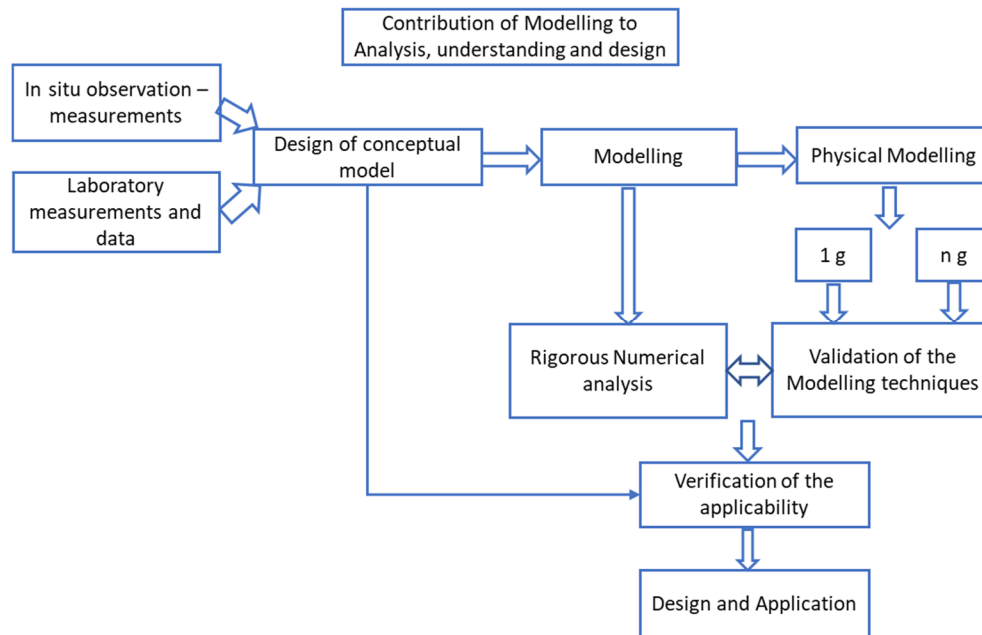 Contribution of Modelling to
Analysis, understanding and design
In situ observation –
measurements
Laboratory
measurements and
data
Design of conceptual
model
Modelling
Physical Modelling
1 g
n g
Rigorous Numerical
analysis
Validation of the
Modelling techniques
Verification of the
applicability
Design and Application